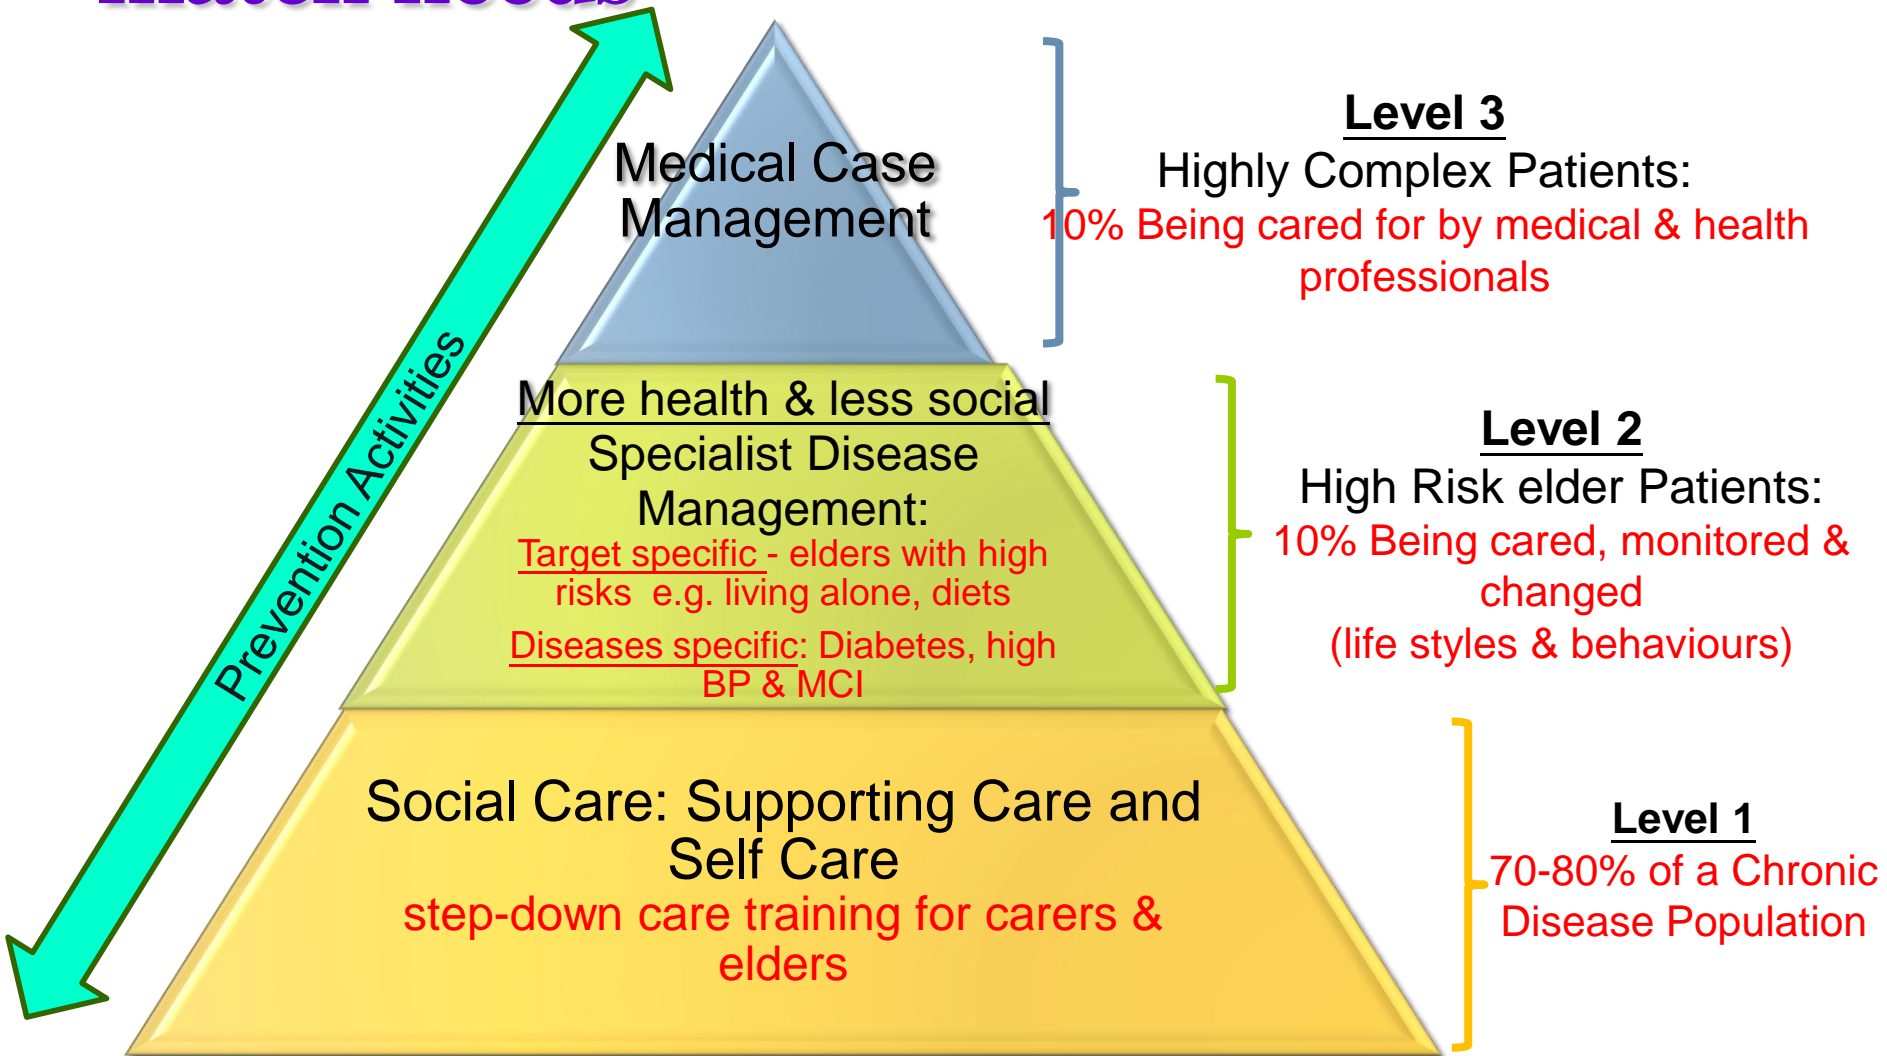 Medical Case
Management
Level 3
Highly Complex Patients:
10% Being cared for by medical & health
professionals
Prevention Activities
More health & less social
Specialist Disease
Management:
Target specific - elders with high
risks e.g. living alone, diets
Diseases specific: Diabetes, high
BP & MCI
Level 2
High Risk elder Patients:
10% Being cared, monitored &
changed
(life styles & behaviours)
Social Care: Supporting Care and
Self Care
step-down care training for carers &
elders
Level 1
70-80% of a Chronic
Disease Population